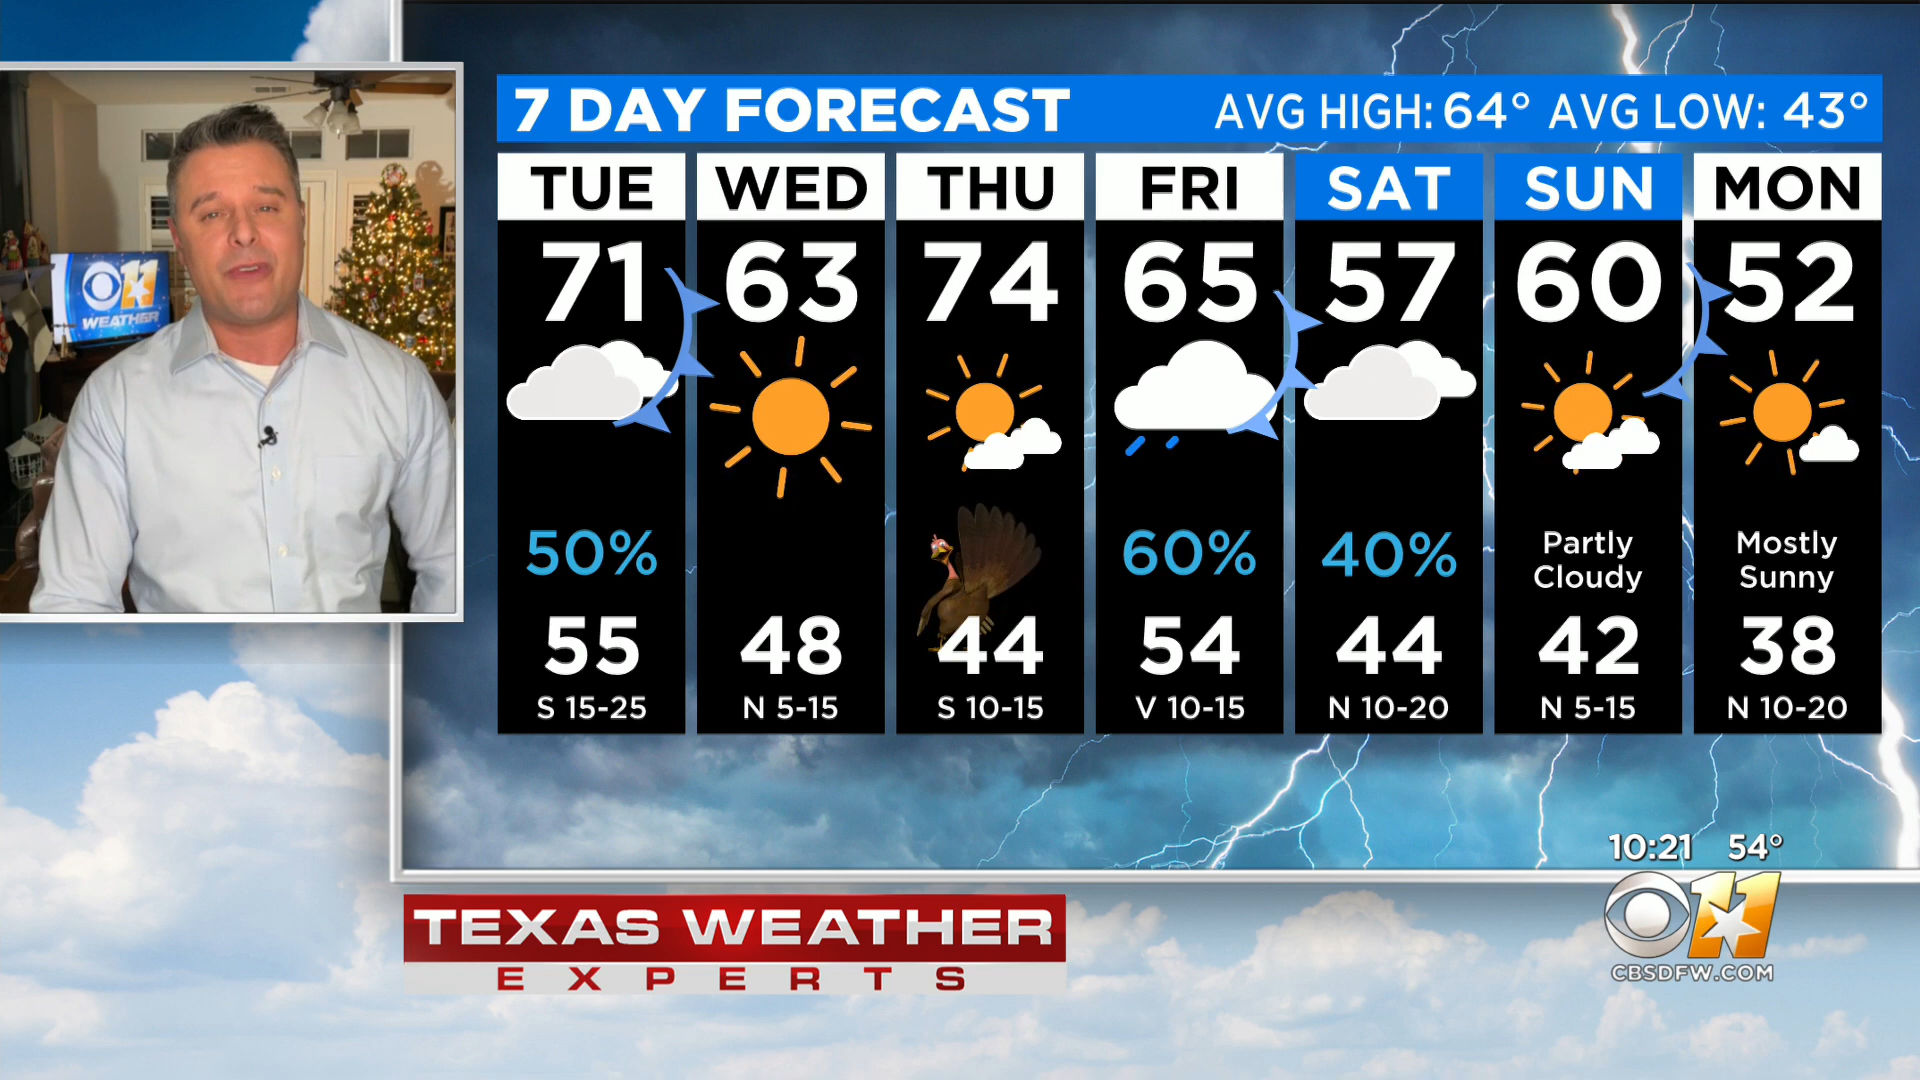 7 DAY FORECAST AVG HIGH: 64° AVG LOW: 43°
TUE WED THU FRI SAT SUN MON
71 63 74 65 57 60 52
50% 60% 40% Partly Cloudy Mostly Sunny
55 48 44 54 44 42 38
S 15-25 N 5-15 S 10-15 V 10-15 N 10-20 N 5-15 N 10-20
11
WEATHER
10:21 54°
11
CBSDFW.COM
TEXAS WEATHER
EXPERTS